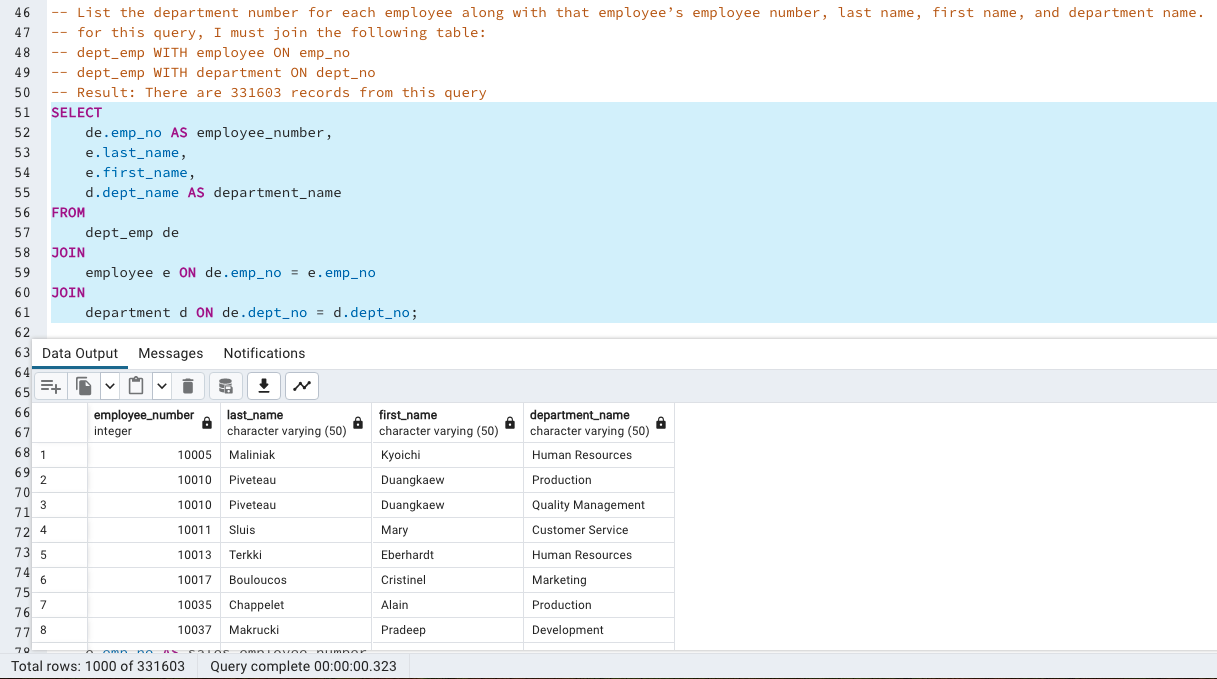 46 -- List the department number for each employee along with that employee’s employee number, last name, first name, and department name.
47 -- for this query, I must join the following table:
48 -- dept_emp WITH employee ON emp_no
49 -- dept_emp WITH department ON dept_no
50 -- Result: There are 331603 records from this query
51 SELECT
52 de.emp_no AS employee_number,
53 e.last_name,
54 e.first_name,
55 d.dept_name AS department_name
56 FROM
57 dept_emp de
58 JOIN
59 employee e ON de.emp_no = e.emp_no
60 JOIN
61 department d ON de.dept_no = d.dept_no;
62
63 Data Output Messages Notifications
64
65
66 employee_number last_name first_name department_name
67 integer character varying (50) character varying (50) character varying (50)
68 1 10005 Maliniak Kyoichi Human Resources
69 2 10010 Piveteau Duangkaew Production
70 3 10010 Piveteau Duangkaew Quality Management
71
72 4 10011 Sluis Mary Customer Service
73 5 10013 Terkki Eberhardt Human Resources
74 6 10017 Bouloucos Cristinel Marketing
75
76 7 10035 Chappelet Alain Production
77 8 10037 Makrucki Pradeep Development
78 e.emp_no AS sales_employee_number
Total rows: 1000 of 331603 Query complete 00:00:00.323